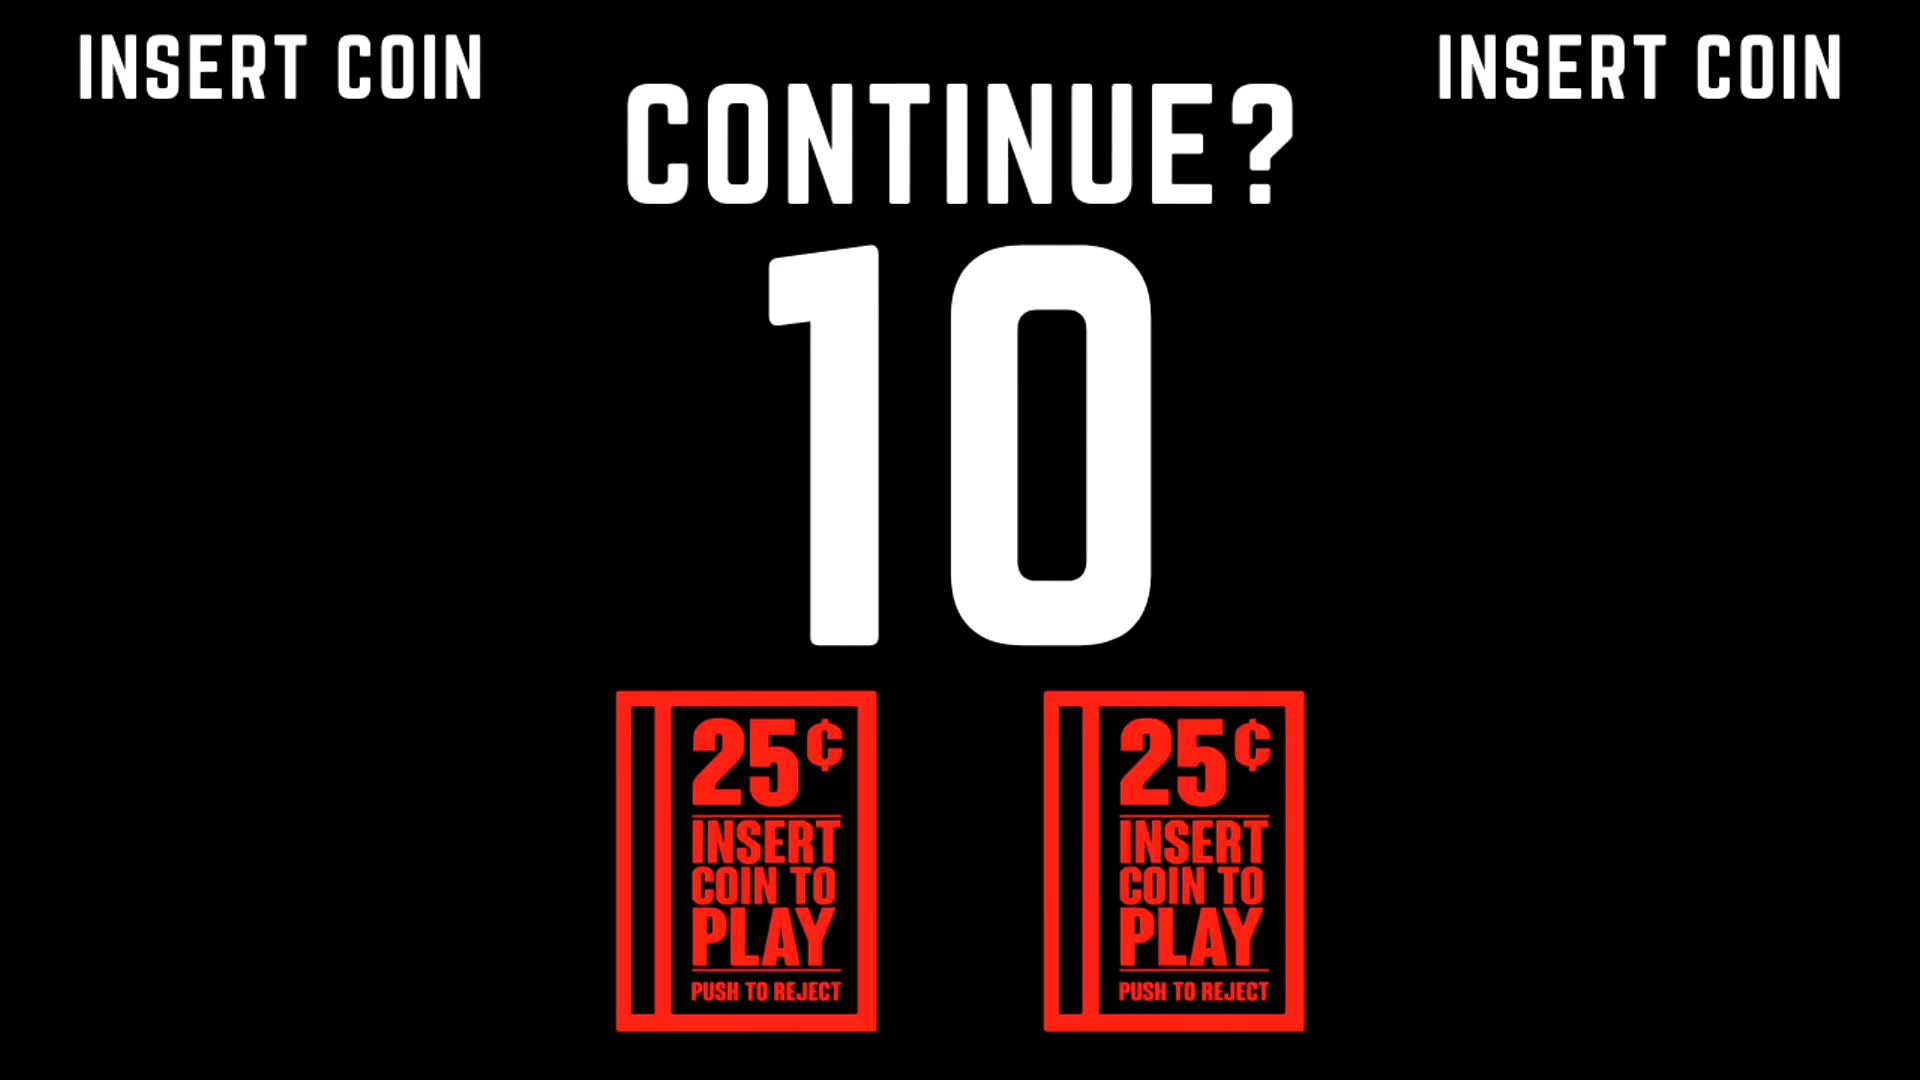 INSERT COIN
INSERT COIN
CONTINUE?
10
25¢
INSERT
COIN TO
PLAY
PUSH TO REJECT
25¢
INSERT
COIN TO
PLAY
PUSH TO REJECT